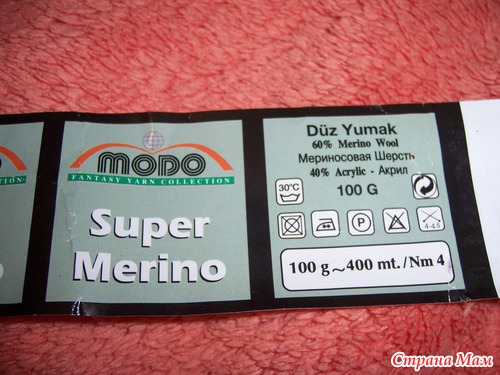 MODO
FANTASY YARN COLLECTION
Super
Merino
Düz Yumak
60% Merino Wool
Мериносовая Шерсть
40% Acrylic - Акрил
100 G
30°C
P
A
4-4.5
100 g~400 mt./Nm 4
Страна Мам